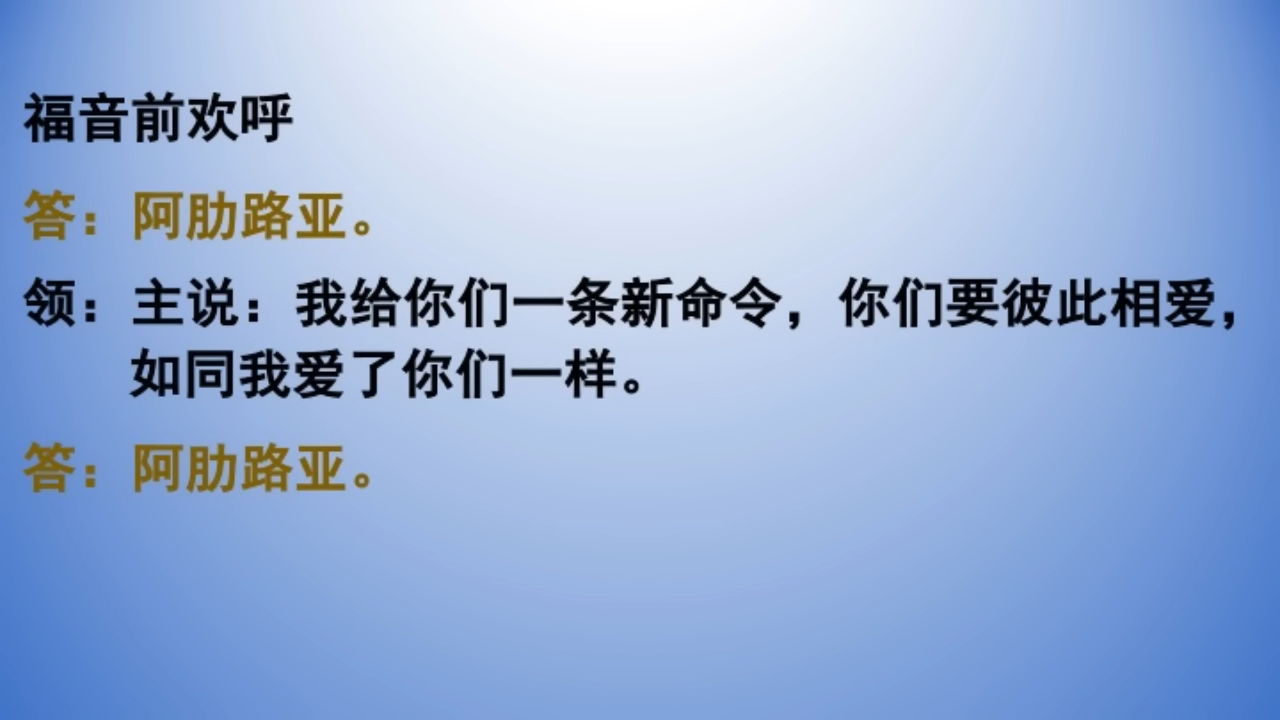 福音前欢呼
答：阿肋路亚。
领：主说：我给你们一条新命令，你们要彼此相爱，
如同我爱了你们一样。
答：阿肋路亚。